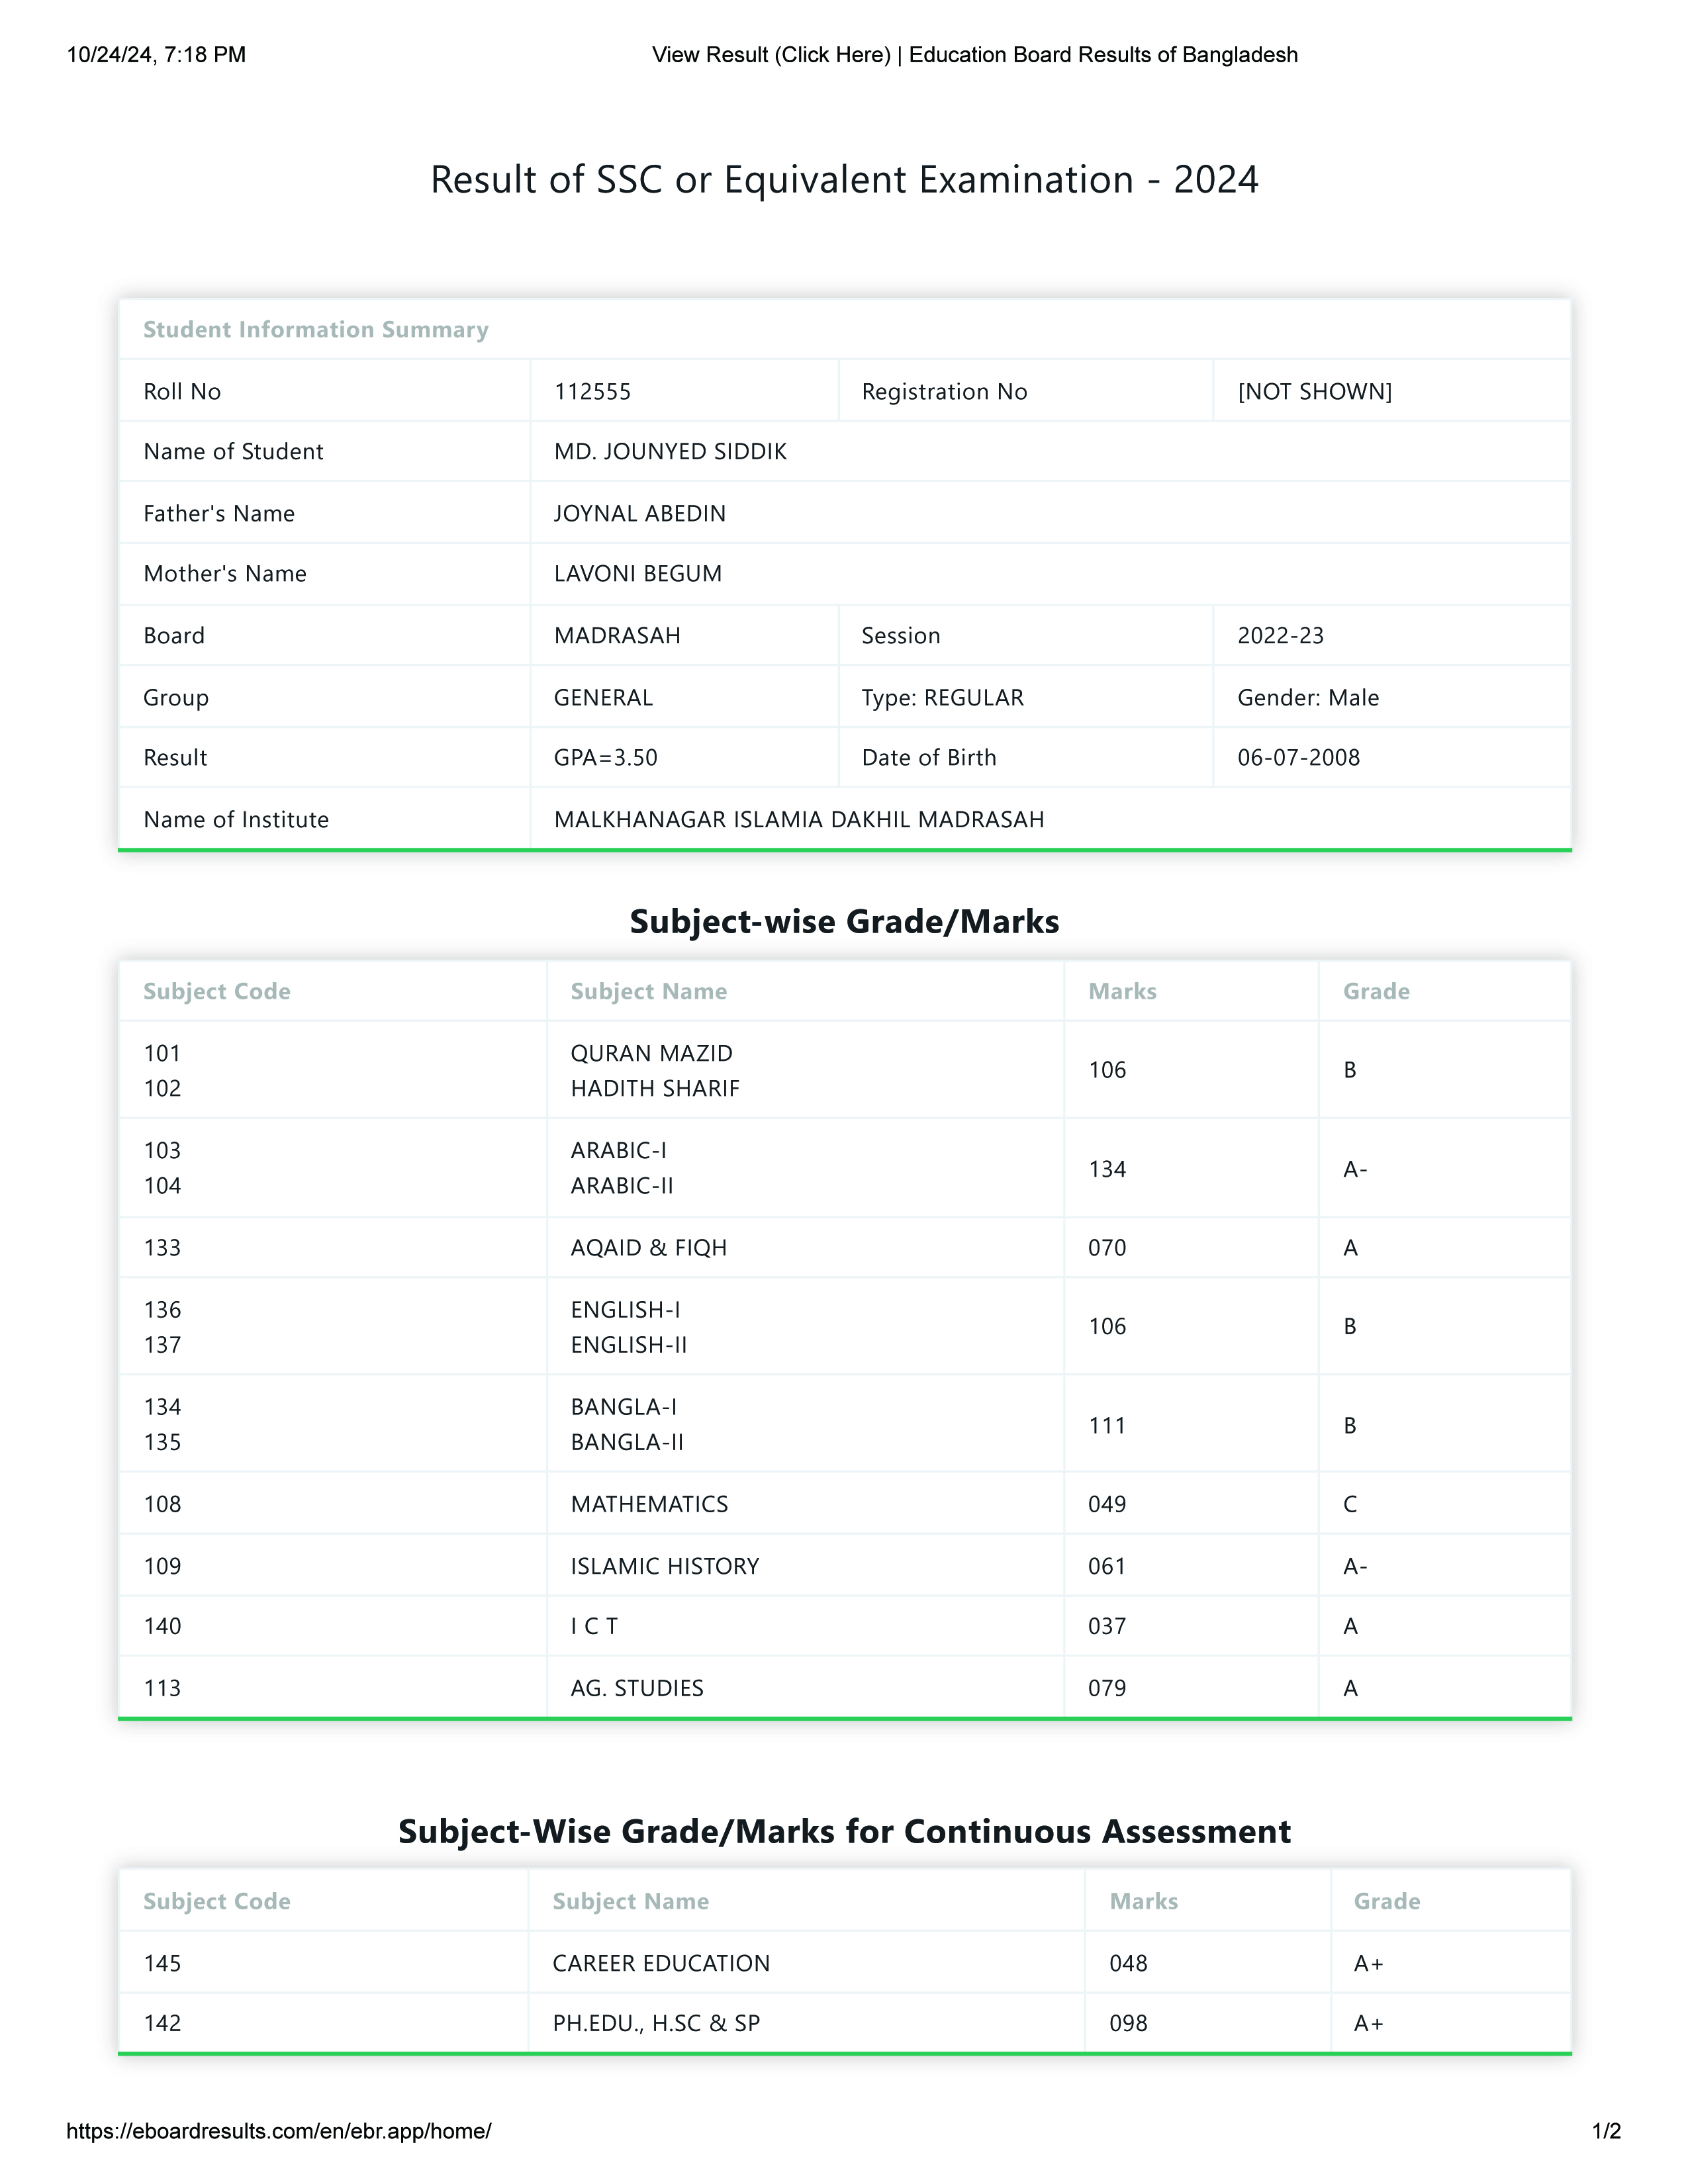 10/24/24, 7:18 PM View Result (Click Here) | Education Board Results of Bangladesh
Result of SSC or Equivalent Examination - 2024
Student Information Summary
Roll No 112555 Registration No [NOT SHOWN]
Name of Student MD. JOUNYED SIDDIK
Father's Name JOYNAL ABEDIN
Mother's Name LAVONI BEGUM
Board MADRASAH Session 2022-23
Group GENERAL Type: REGULAR Gender: Male
Result GPA=3.50 Date of Birth 06-07-2008
Name of Institute MALKHANAGAR ISLAMIA DAKHIL MADRASAH
Subject-wise Grade/Marks
Subject Code Subject Name Marks Grade
101 QURAN MAZID 106 B
102 HADITH SHARIF
103 ARABIC-I 134 A-
104 ARABIC-II
133 AQAID & FIQH 070 A
136 ENGLISH-I 106 B
137 ENGLISH-II
134 BANGLA-I 111 B
135 BANGLA-II
108 MATHEMATICS 049 C
109 ISLAMIC HISTORY 061 A-
140 I C T 037 A
113 AG. STUDIES 079 A
Subject-Wise Grade/Marks for Continuous Assessment
Subject Code Subject Name Marks Grade
145 CAREER EDUCATION 048 A+
142 PH.EDU., H.SC & SP 098 A+
https://eboardresults.com/en/ebr.app/home/ 1/2